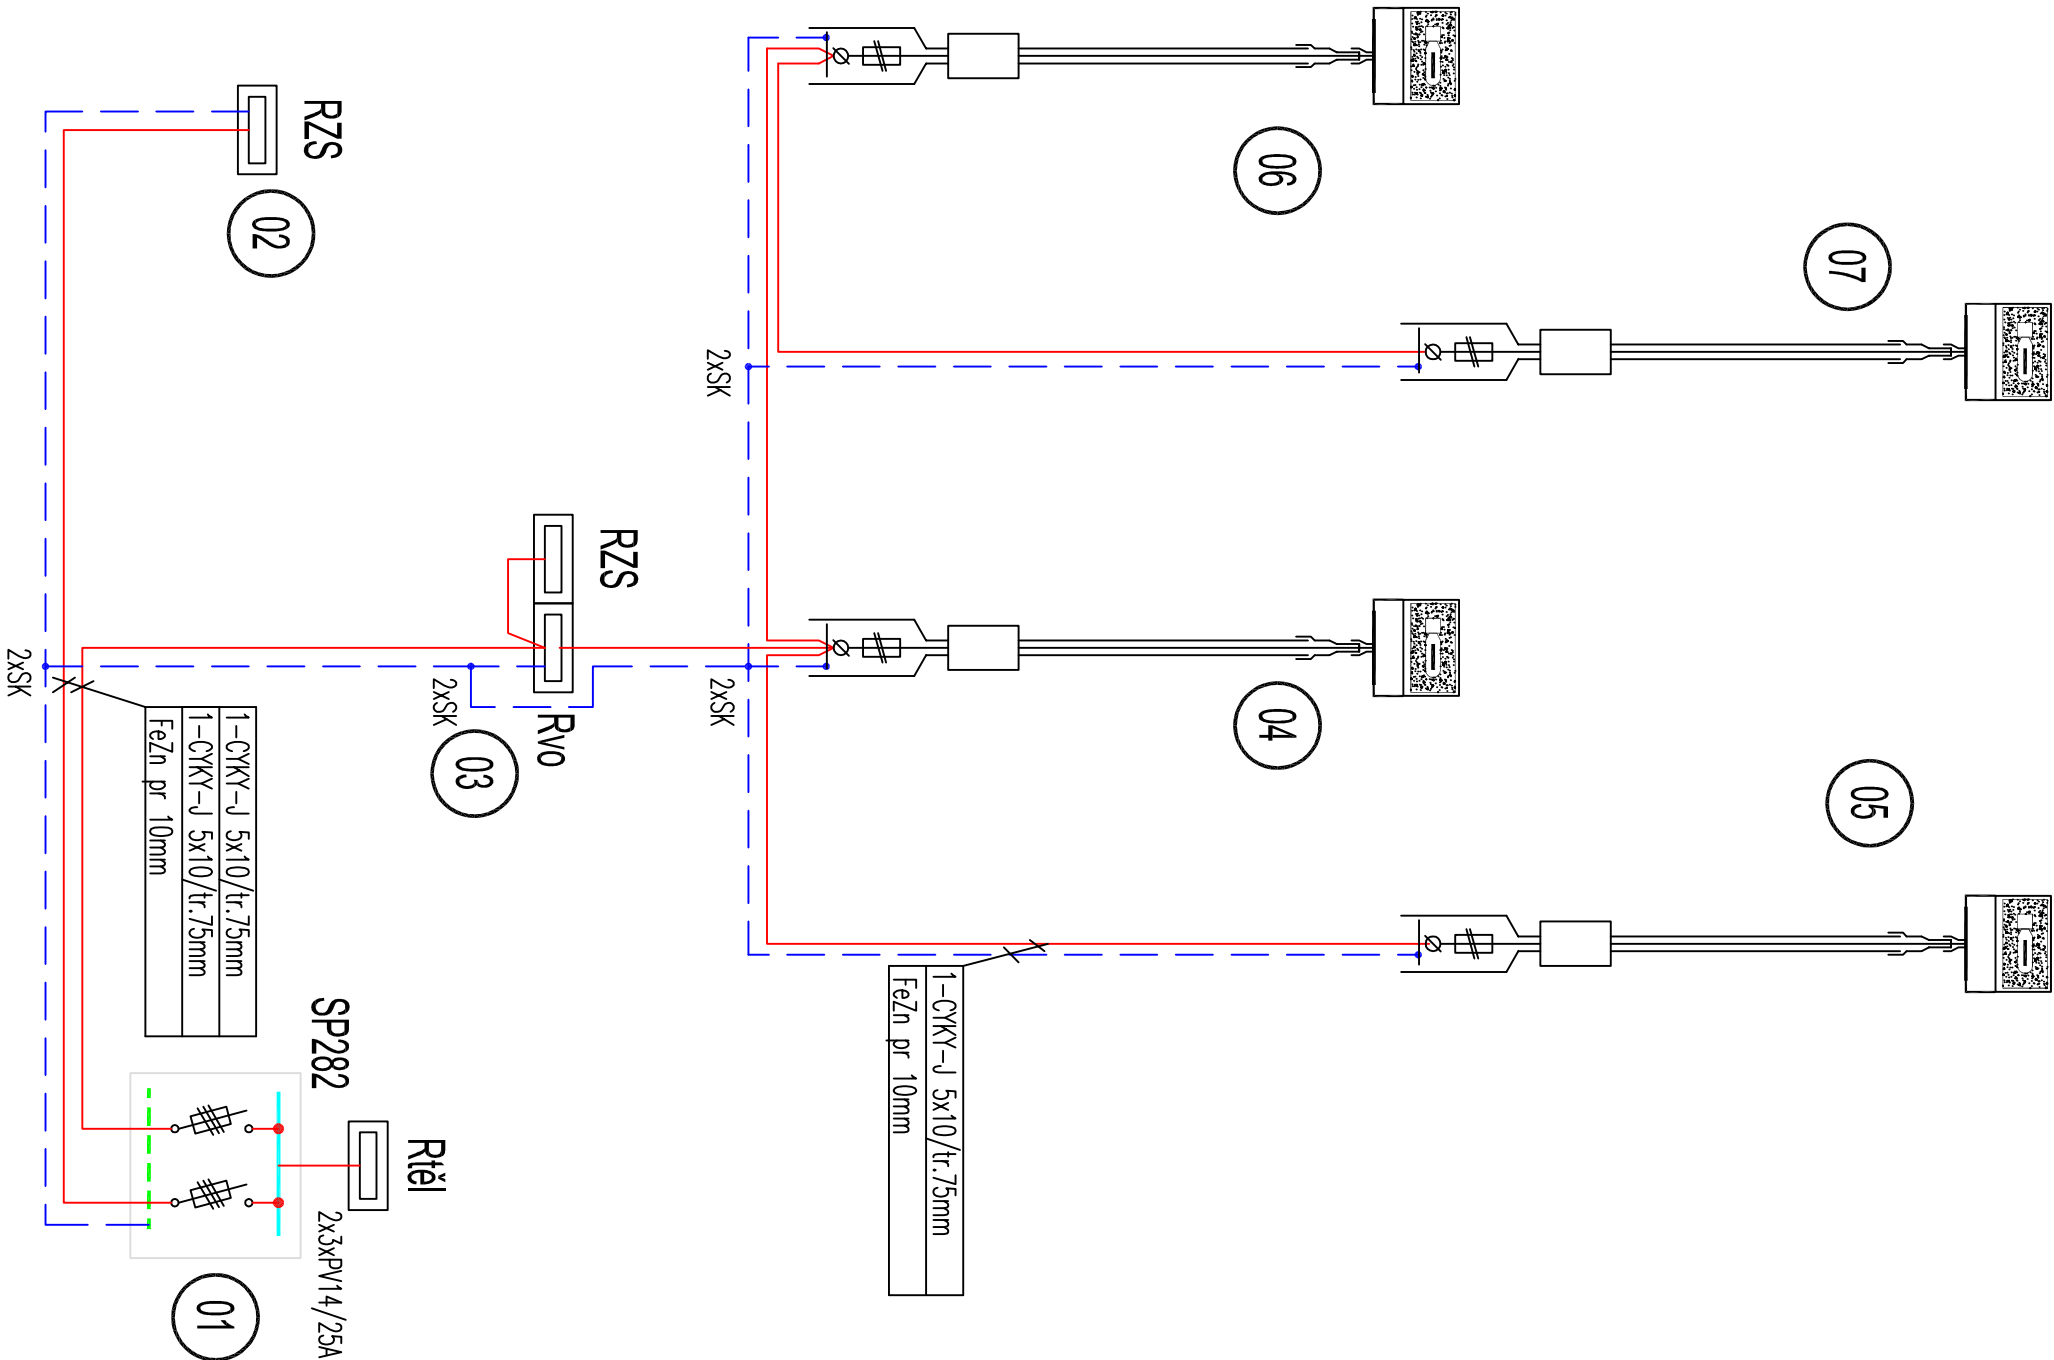 06
07
RZS
02
2xSK
RZS
Rvo
03
2xSK
2xSK
04
05
2xSK
1-CYKY-J 5x10/tr.75mm
1-CYKY-J 5x10/tr.75mm
FeZn pr 10mm
1-CYKY-J 5x10/tr.75mm
FeZn pr 10mm
SP282
Rtěl
2x3xPV14/25A
01